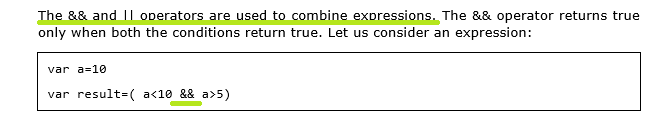 The && and || operators are used to combine expressions. The && operator returns true
only when both the conditions return true. Let us consider an expression:
var a=10
var result=( a<10 && a>5)